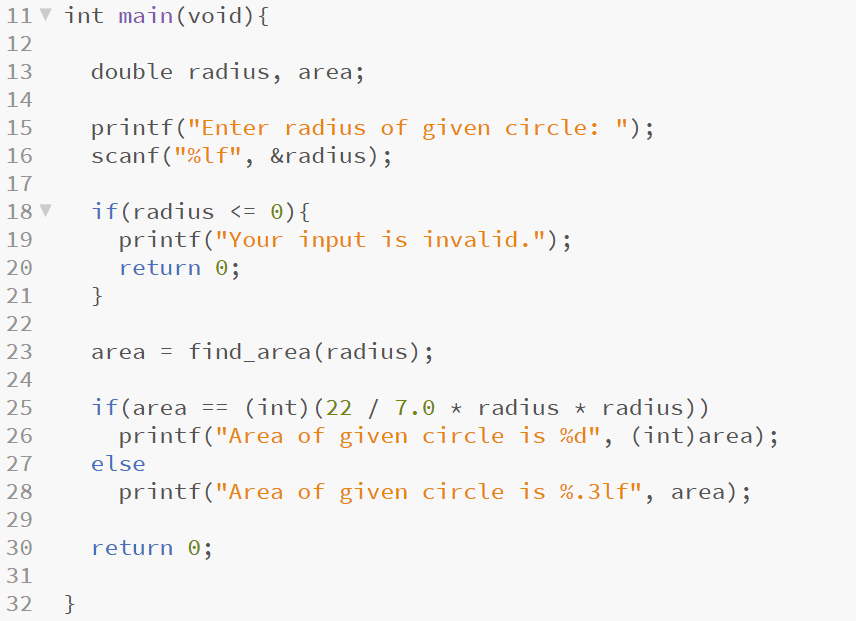 11 int main(void){
12
13 double radius, area;
14
15 printf("Enter radius of given circle: ");
16 scanf("%lf", &radius);
17
18 if(radius <= 0){
19 printf("Your input is invalid.");
20 return 0;
21 }
22
23 area = find_area(radius);
24
25 if(area == (int)(22 / 7.0 * radius * radius))
26 printf("Area of given circle is %d", (int)area);
27 else
28 printf("Area of given circle is %.3lf", area);
29
30 return 0;
31
32 }